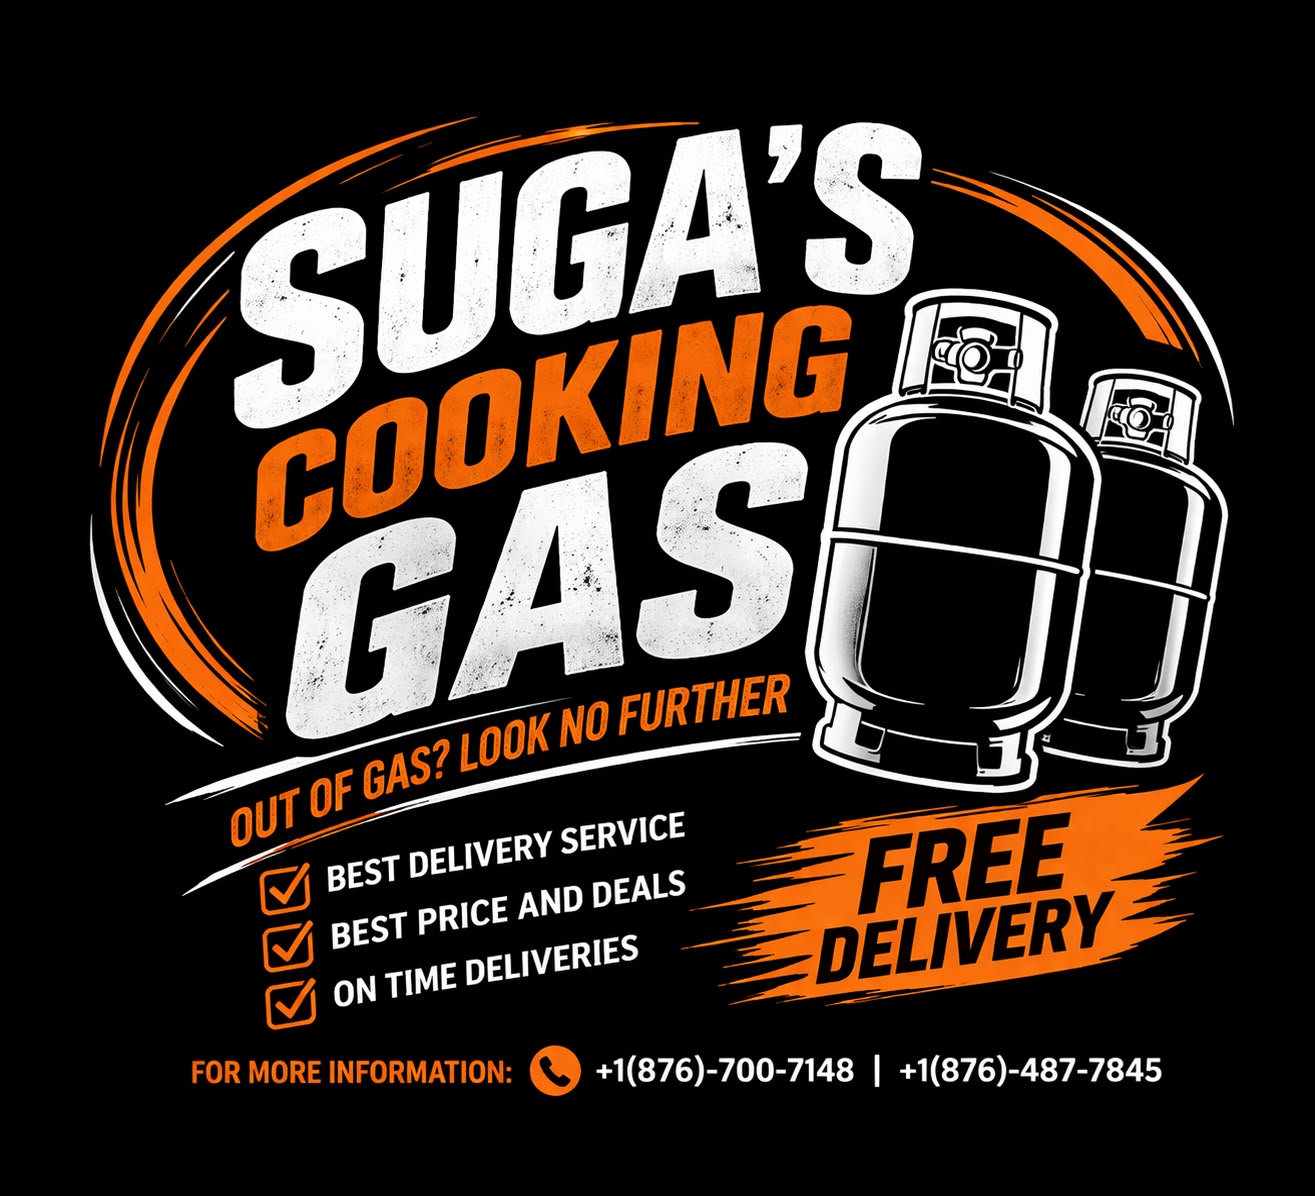 SUGA'S
COOKING
GAS
OUT OF GAS? LOOK NO FURTHER
BEST DELIVERY SERVICE
BEST PRICE AND DEALS
ON TIME DELIVERIES
FREE
DELIVERY
FOR MORE INFORMATION: +1(876)-700-7148 | +1(876)-487-7845